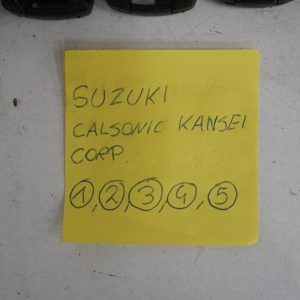 SUZUKI
CALSONIC KANSEI
CORP.
①,②,③,④,⑤